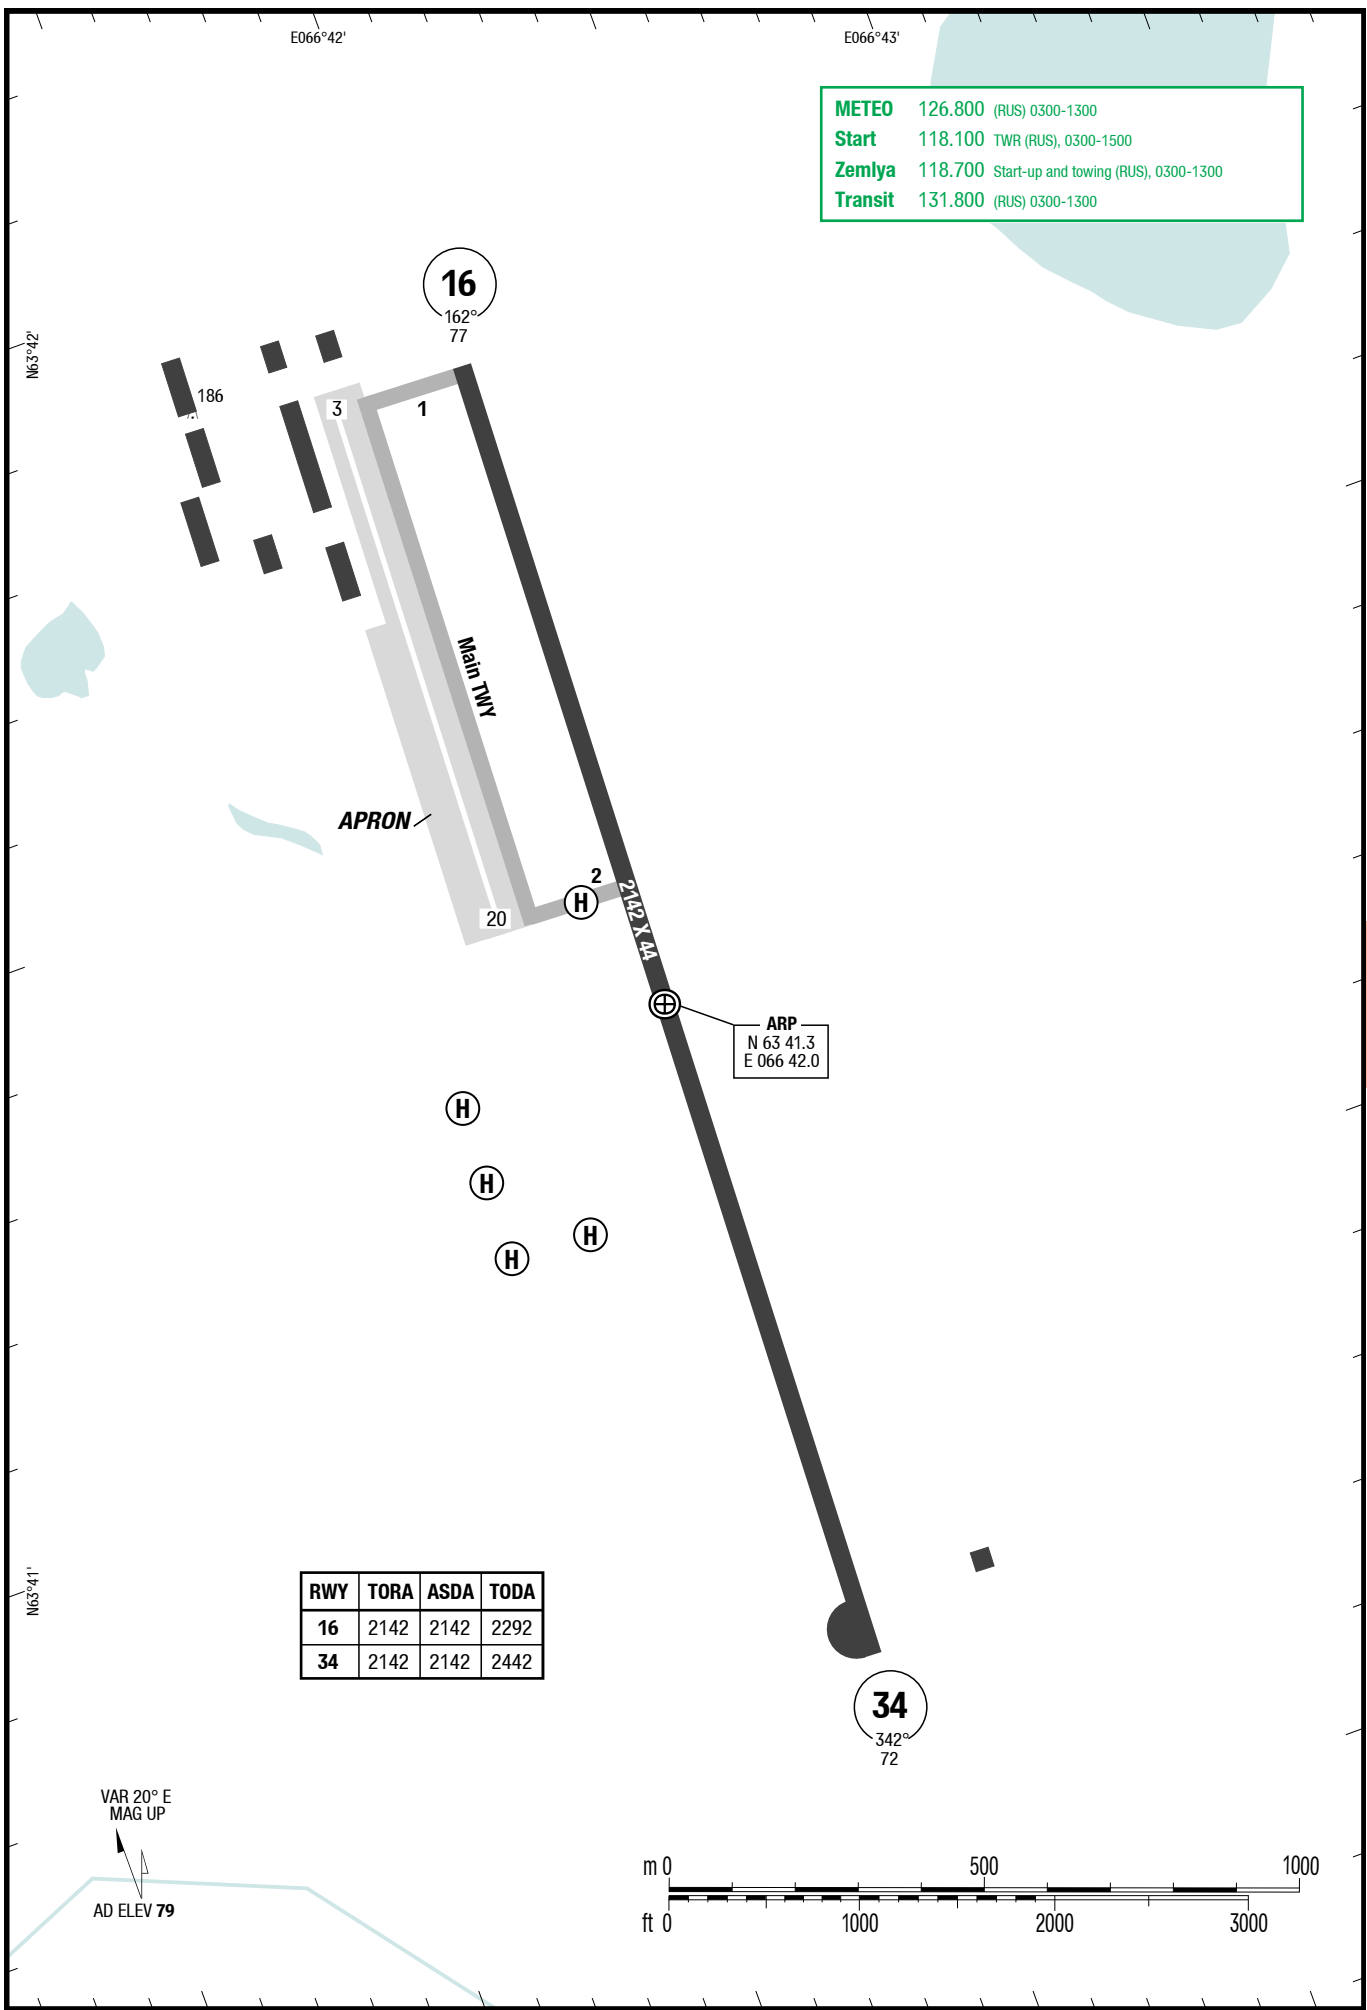 E066°42'
E066°43'
METEO 126.800 (RUS) 0300-1300
Start 118.100 TWR (RUS), 0300-1500
Zemlya 118.700 Start-up and towing (RUS), 0300-1300
Transit 131.800 (RUS) 0300-1300
16
162°
77
N63°42'
186
3
1
Main TWY
APRON
2
H
20
2142 X 44
ARP
N 63 41.3
E 066 42.0
H
H
H
H
N63°41'
RWY TORA ASDA TODA
16 2142 2142 2292
34 2142 2142 2442
34
342°
72
VAR 20° E
MAG UP
AD ELEV 79
m 0 500 1000
ft 0 1000 2000 3000